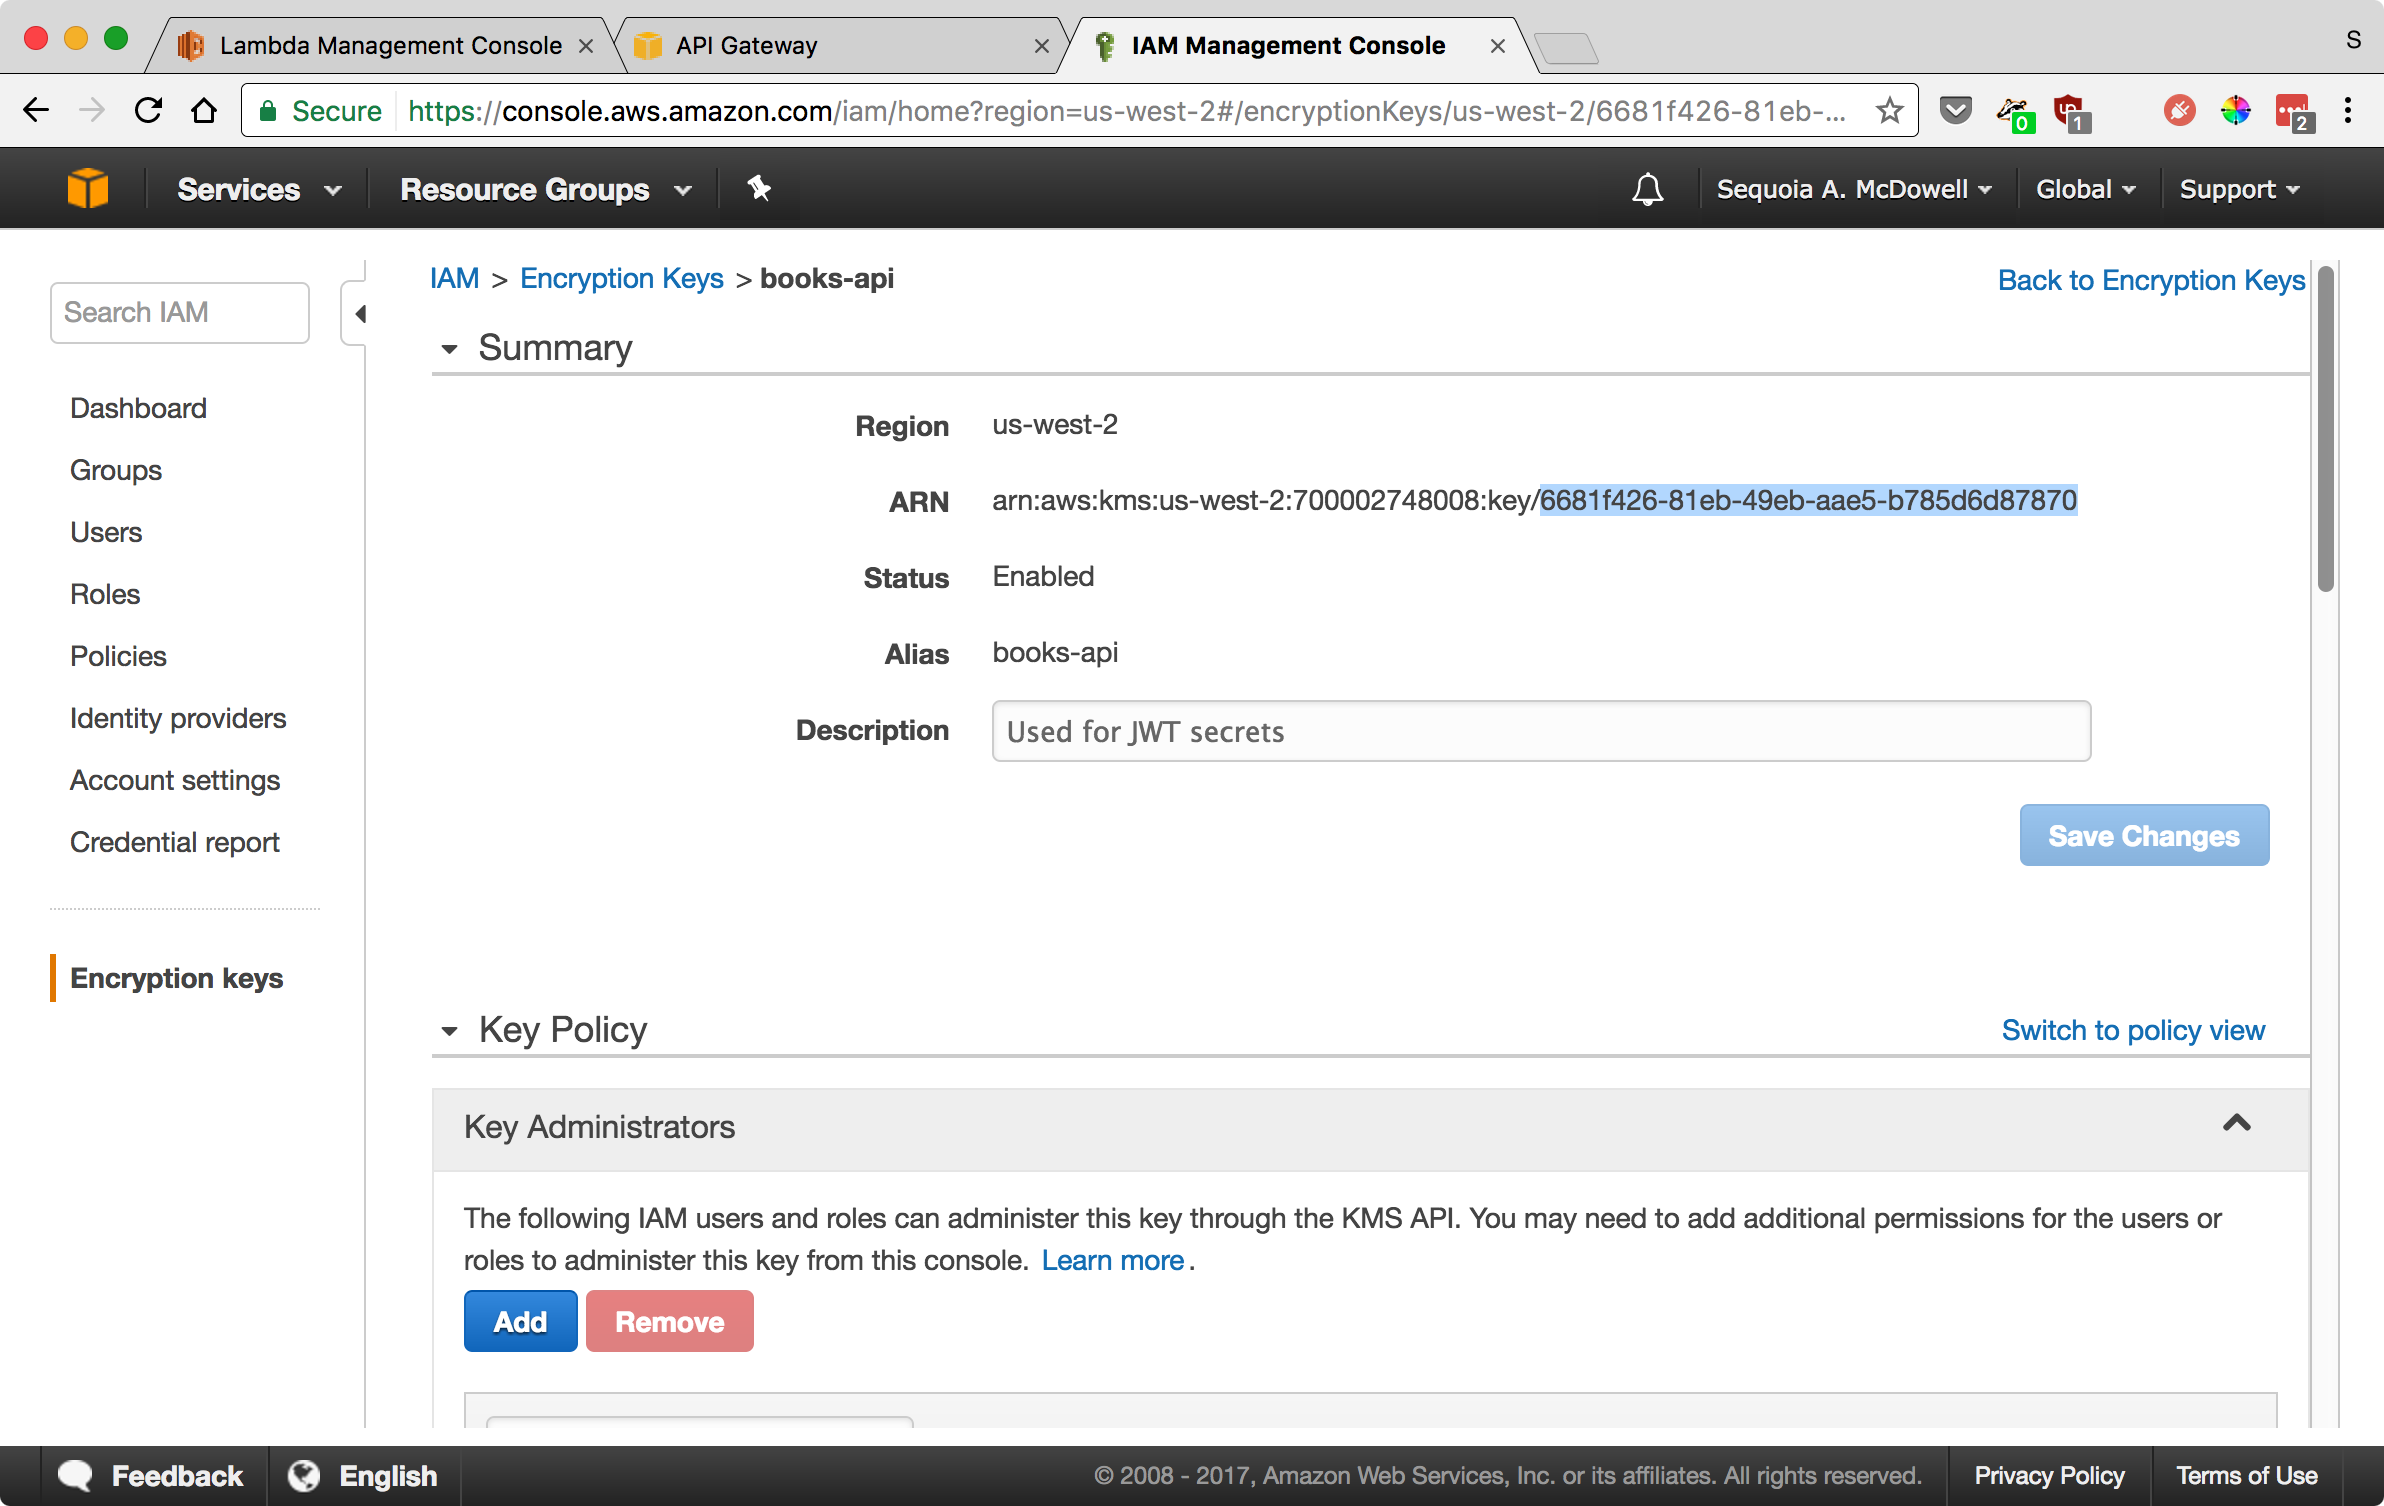 Lambda Management Console
API Gateway
IAM Management Console
S
Secure https://console.aws.amazon.com/iam/home?region=us-west-2#/encryptionKeys/us-west-2/6681f426-81eb-...
0
1
2
Services
Resource Groups
Sequoia A. McDowell
Global
Support
Search IAM
Dashboard
Groups
Users
Roles
Policies
Identity providers
Account settings
Credential report
Encryption keys
IAM > Encryption Keys > books-api
Back to Encryption Keys
Summary
Region us-west-2
ARN arn:aws:kms:us-west-2:700002748008:key/6681f426-81eb-49eb-aae5-b785d6d87870
Status Enabled
Alias books-api
Description Used for JWT secrets
Save Changes
Key Policy
Switch to policy view
Key Administrators
The following IAM users and roles can administer this key through the KMS API. You may need to add additional permissions for the users or
roles to administer this key from this console. Learn more.
Add
Remove
Feedback
English
© 2008 - 2017, Amazon Web Services, Inc. or its affiliates. All rights reserved.
Privacy Policy
Terms of Use